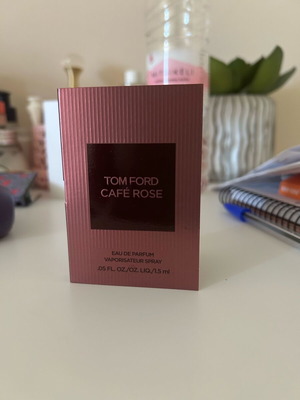 TOM FORD
CAFÉ ROSE
EAU DE PARFUM
VAPORISATEUR SPRAY
.05 FL. OZ./OZ. LIQ./1.5 ml